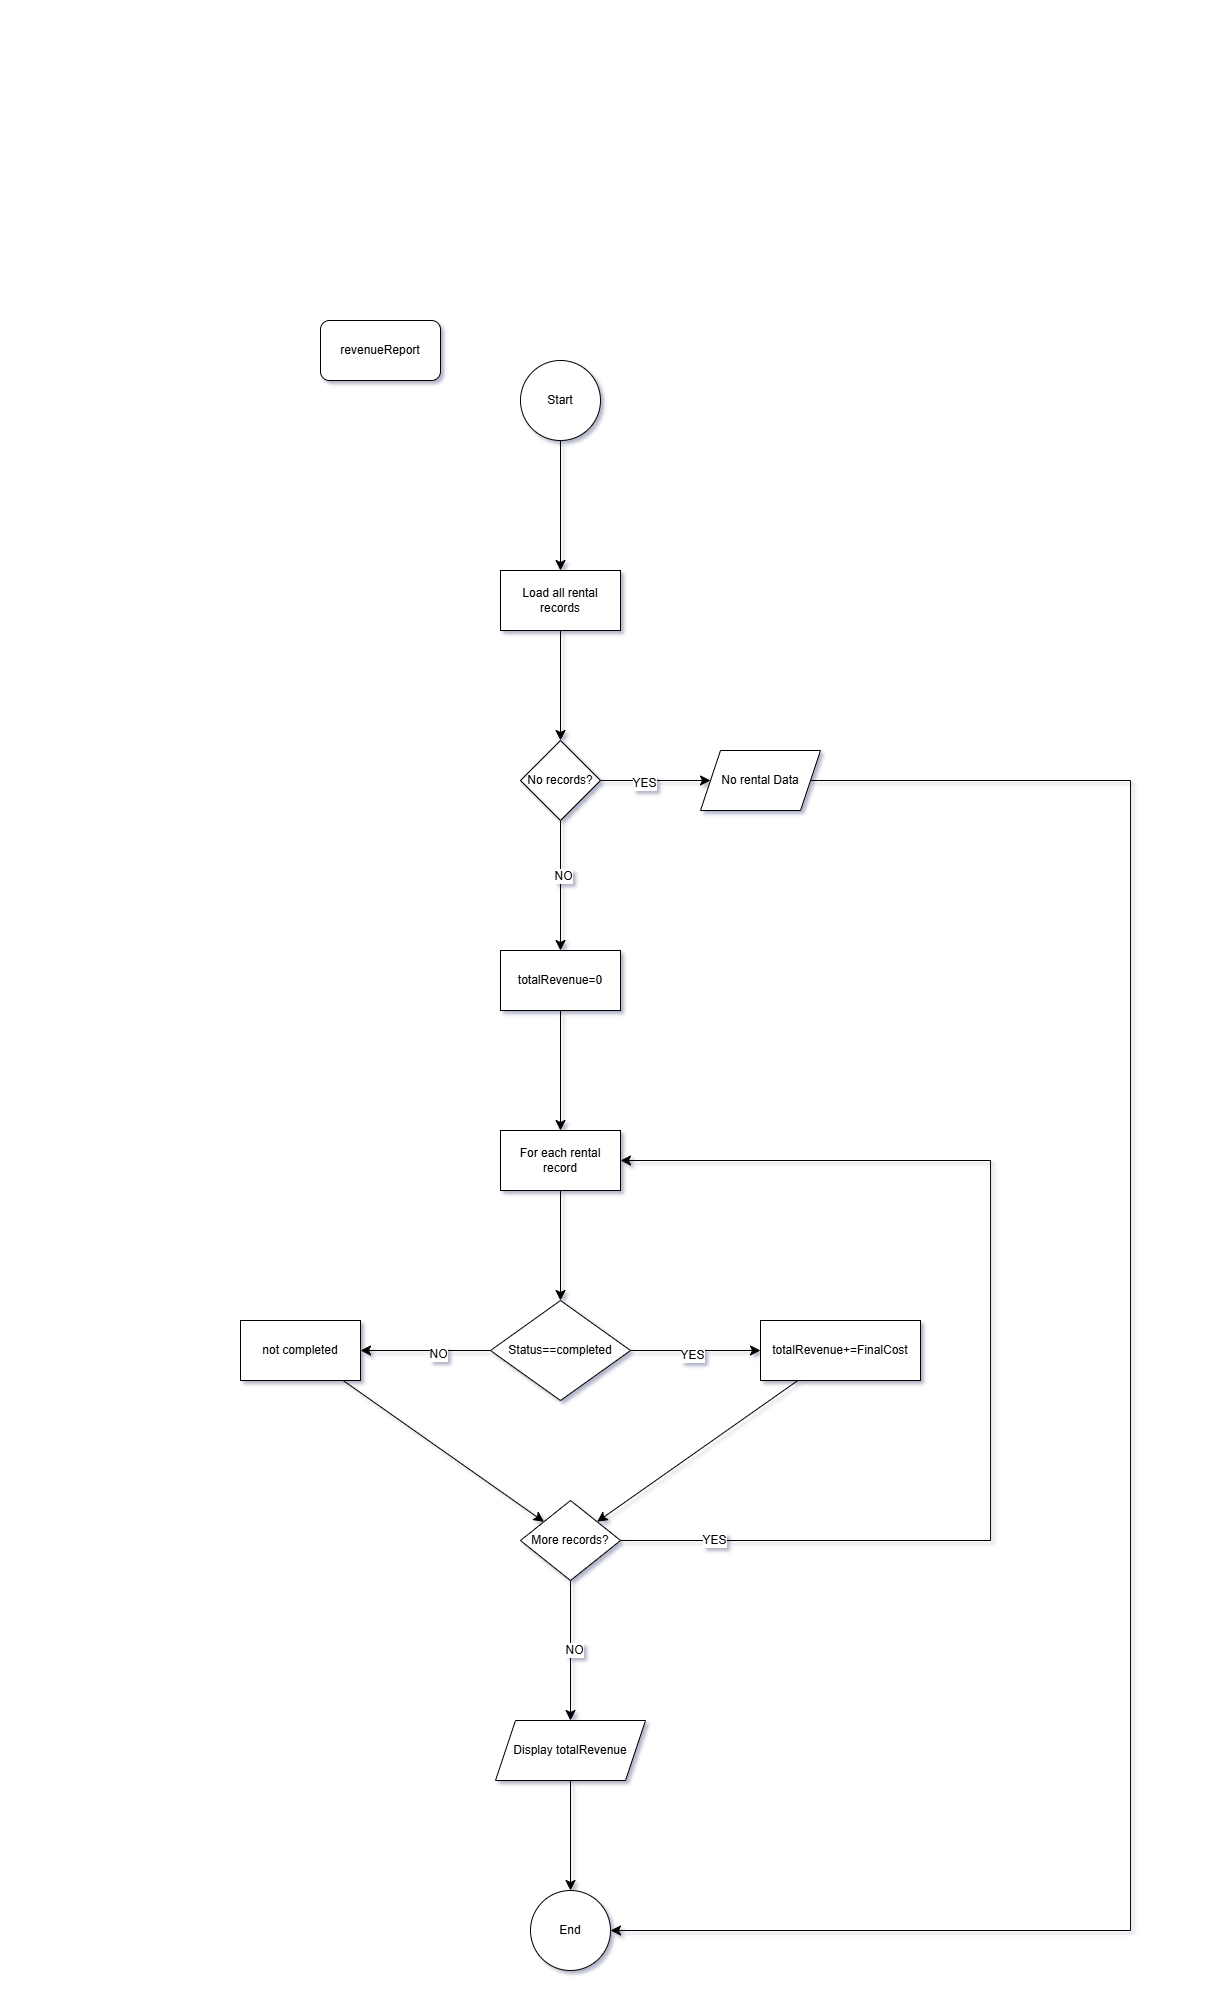 revenueReport
Start
Load all rental
records
No records?
YES
No rental Data
NO
totalRevenue=0
For each rental
record
not completed
NO
Status==completed
YES
totalRevenue+=FinalCost
More records?
YES
NO
Display totalRevenue
End